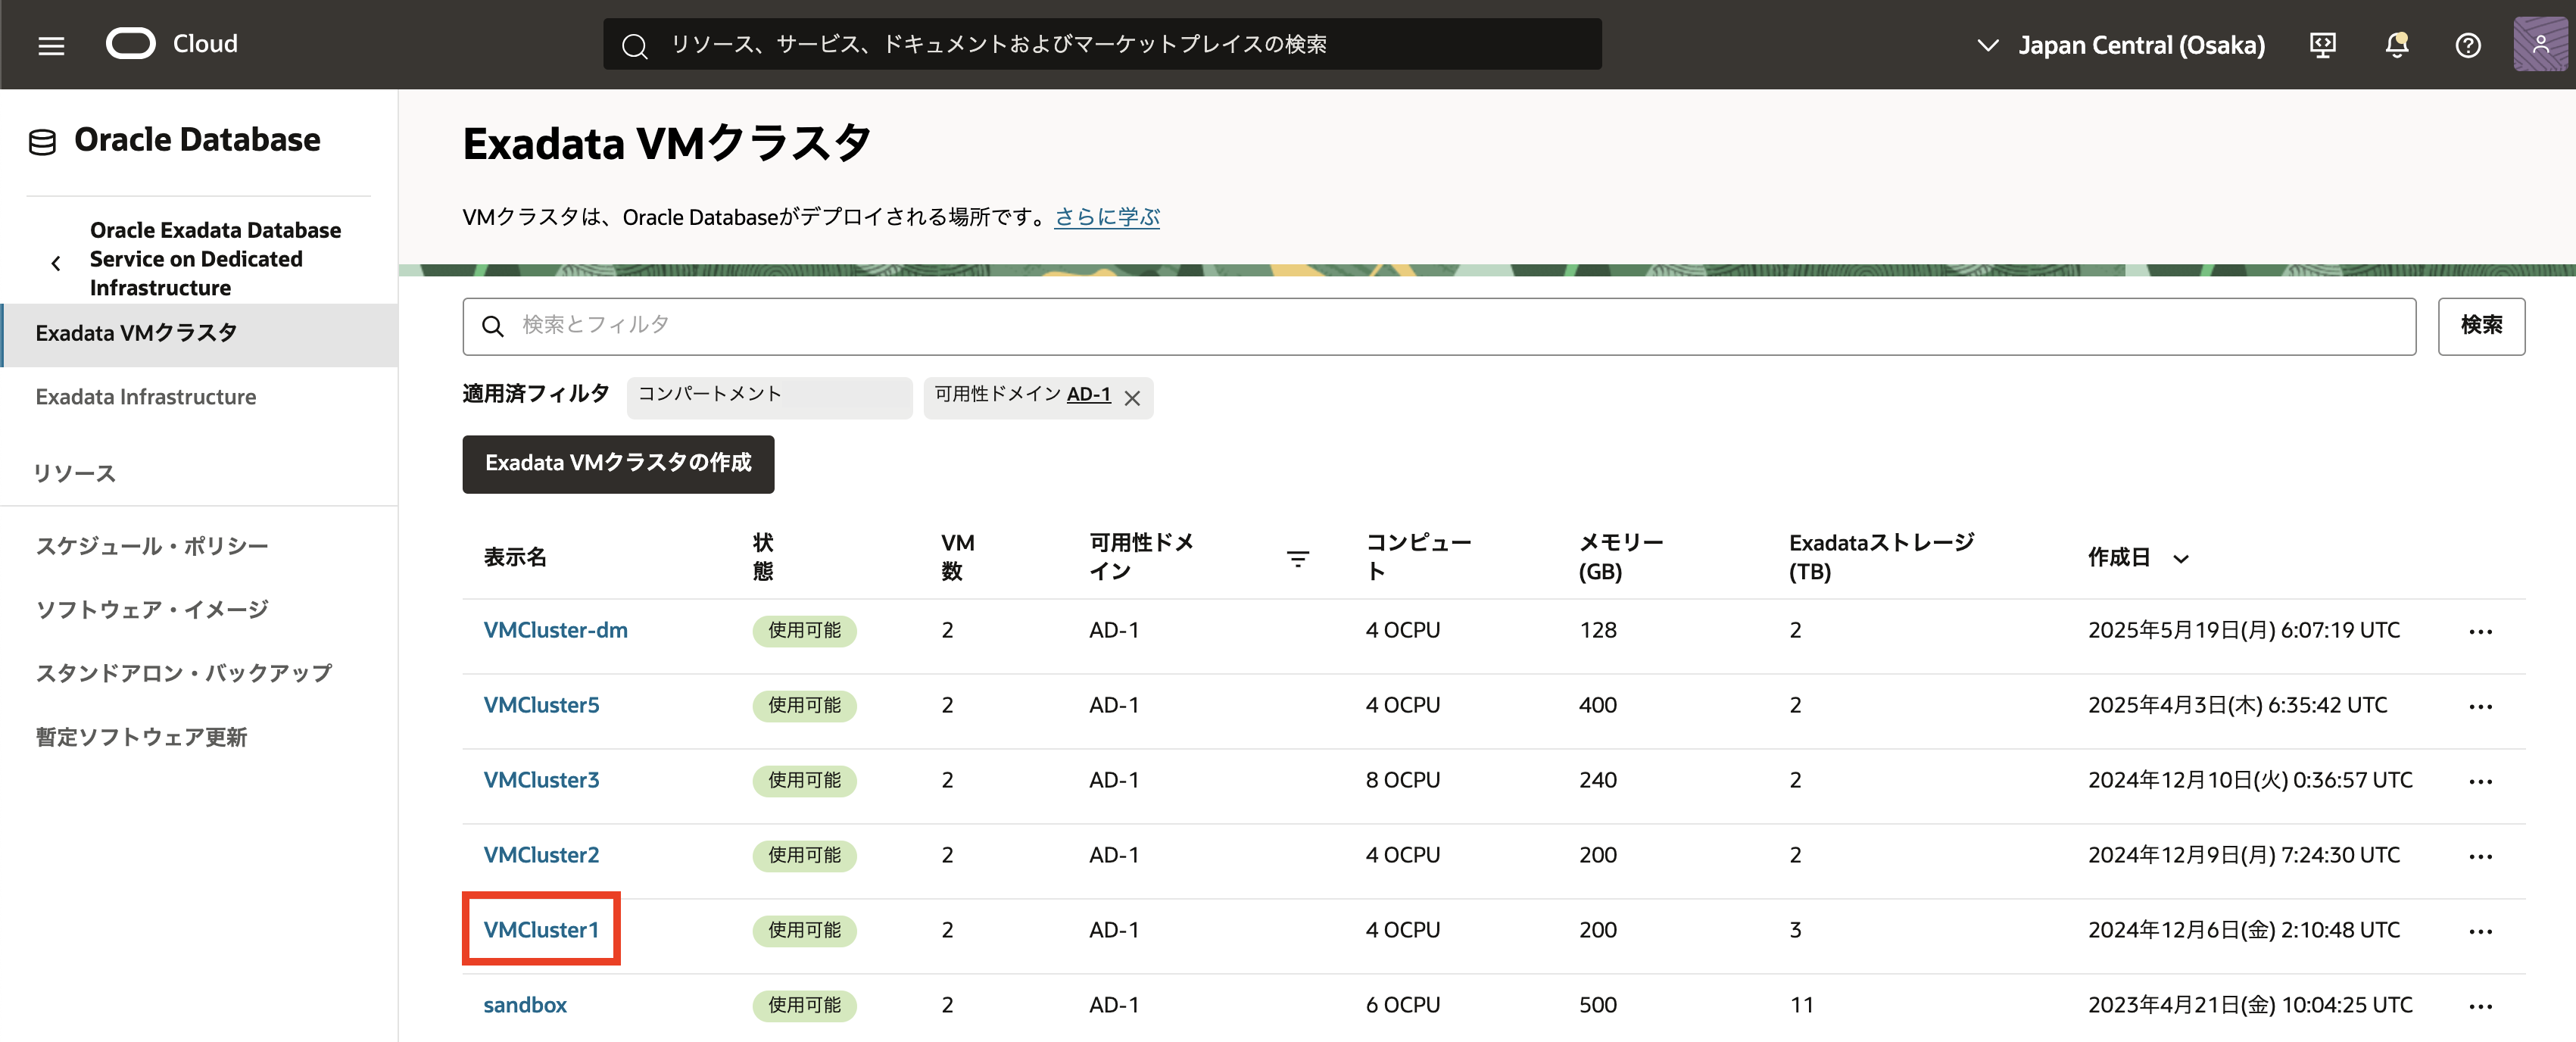 Cloud
リソース、サービス、ドキュメントおよびマーケットプレイスの検索
Japan Central (Osaka)
Oracle Database
Oracle Exadata Database
Service on Dedicated
Infrastructure
Exadata VMクラスタ
Exadata Infrastructure
リソース
スケジュール・ポリシー
ソフトウェア・イメージ
スタンドアロン・バックアップ
暫定ソフトウェア更新
Exadata VMクラスタ
VMクラスタは、Oracle Databaseがデプロイされる場所です。さらに学ぶ
検索とフィルタ
検索
適用済フィルタ コンパートメント 可用性ドメイン AD-1
Exadata VMクラスタの作成
表示名 状態 VM数 可用性ドメイン コンピュート メモリー(GB) Exadataストレージ(TB) 作成日
VMCluster-dm 使用可能 2 AD-1 4 OCPU 128 2 2025年5月19日(月) 6:07:19 UTC
VMCluster5 使用可能 2 AD-1 4 OCPU 400 2 2025年4月3日(木) 6:35:42 UTC
VMCluster3 使用可能 2 AD-1 8 OCPU 240 2 2024年12月10日(火) 0:36:57 UTC
VMCluster2 使用可能 2 AD-1 4 OCPU 200 2 2024年12月9日(月) 7:24:30 UTC
VMCluster1 使用可能 2 AD-1 4 OCPU 200 3 2024年12月6日(金) 2:10:48 UTC
sandbox 使用可能 2 AD-1 6 OCPU 500 11 2023年4月21日(金) 10:04:25 UTC